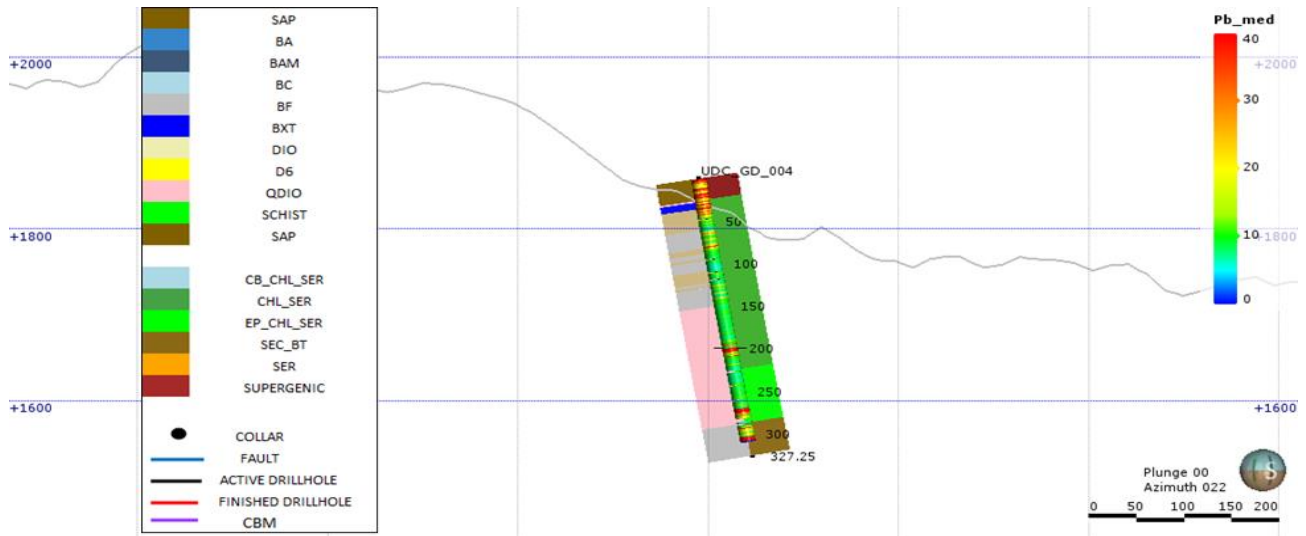 SAP
BA
BAM
BC
BF
BXT
DIO
D6
QDIO
SCHIST
SAP
CB_CHL_SER
CHL_SER
EP_CHL_SER
SEC_BT
SER
SUPERGENIC
COLLAR
FAULT
ACTIVE DRILLHOLE
FINISHED DRILLHOLE
CBM
+2000
+1800
+1600
UDC_GD_004
50
100
150
200
250
300
327.25
Pb_med
40
30
20
10
0
+2000
+1800
+1600
Plunge 00
Azimuth 022
S
0 50 100 150 200